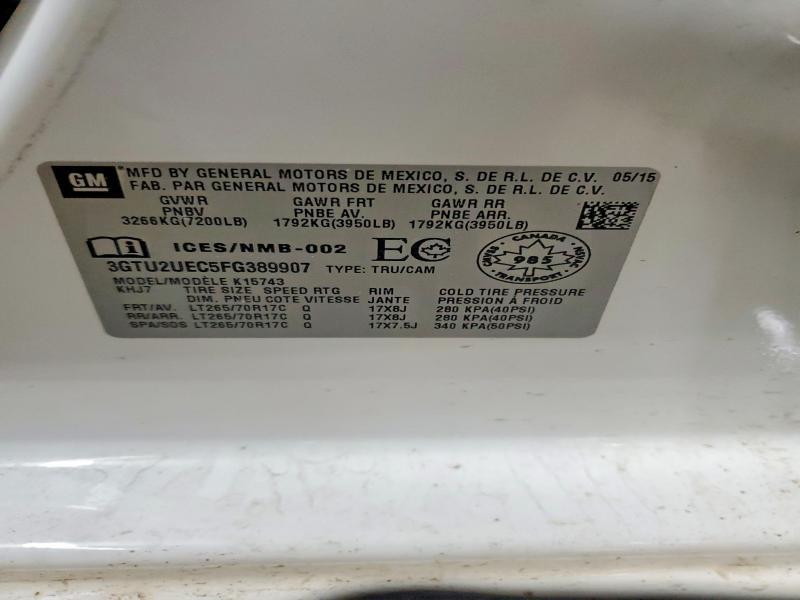 GM
MFD BY GENERAL MOTORS DE MEXICO, S. DE R.L. DE C.V. 05/15
FAB. PAR GENERAL MOTORS DE MEXICO, S. DE R.L. DE C.V.
GVWR GAWR FRT GAWR RR
PNBV PNBE AV. PNBE ARR.
3266KG(7200LB) 1792KG(3950LB) 1792KG(3950LB)
ICES/NMB-002 EC
CANADA
985
TRANSPORT
3GTU2UEC5FG389907 TYPE: TRU/CAM
MODEL/MODÈLE K15743
KHJ7 TIRE SIZE SPEED RTG RIM COLD TIRE PRESSURE
DIM. PNEU COTE VITESSE JANTE PRESSION À FROID
FRT/AV. LT265/70R17C Q 17X8J 280 KPA(40PSI)
RR/ARR. LT265/70R17C Q 17X8J 280 KPA(40PSI)
SPA/SDS LT265/70R17C Q 17X7.5J 340 KPA(50PSI)